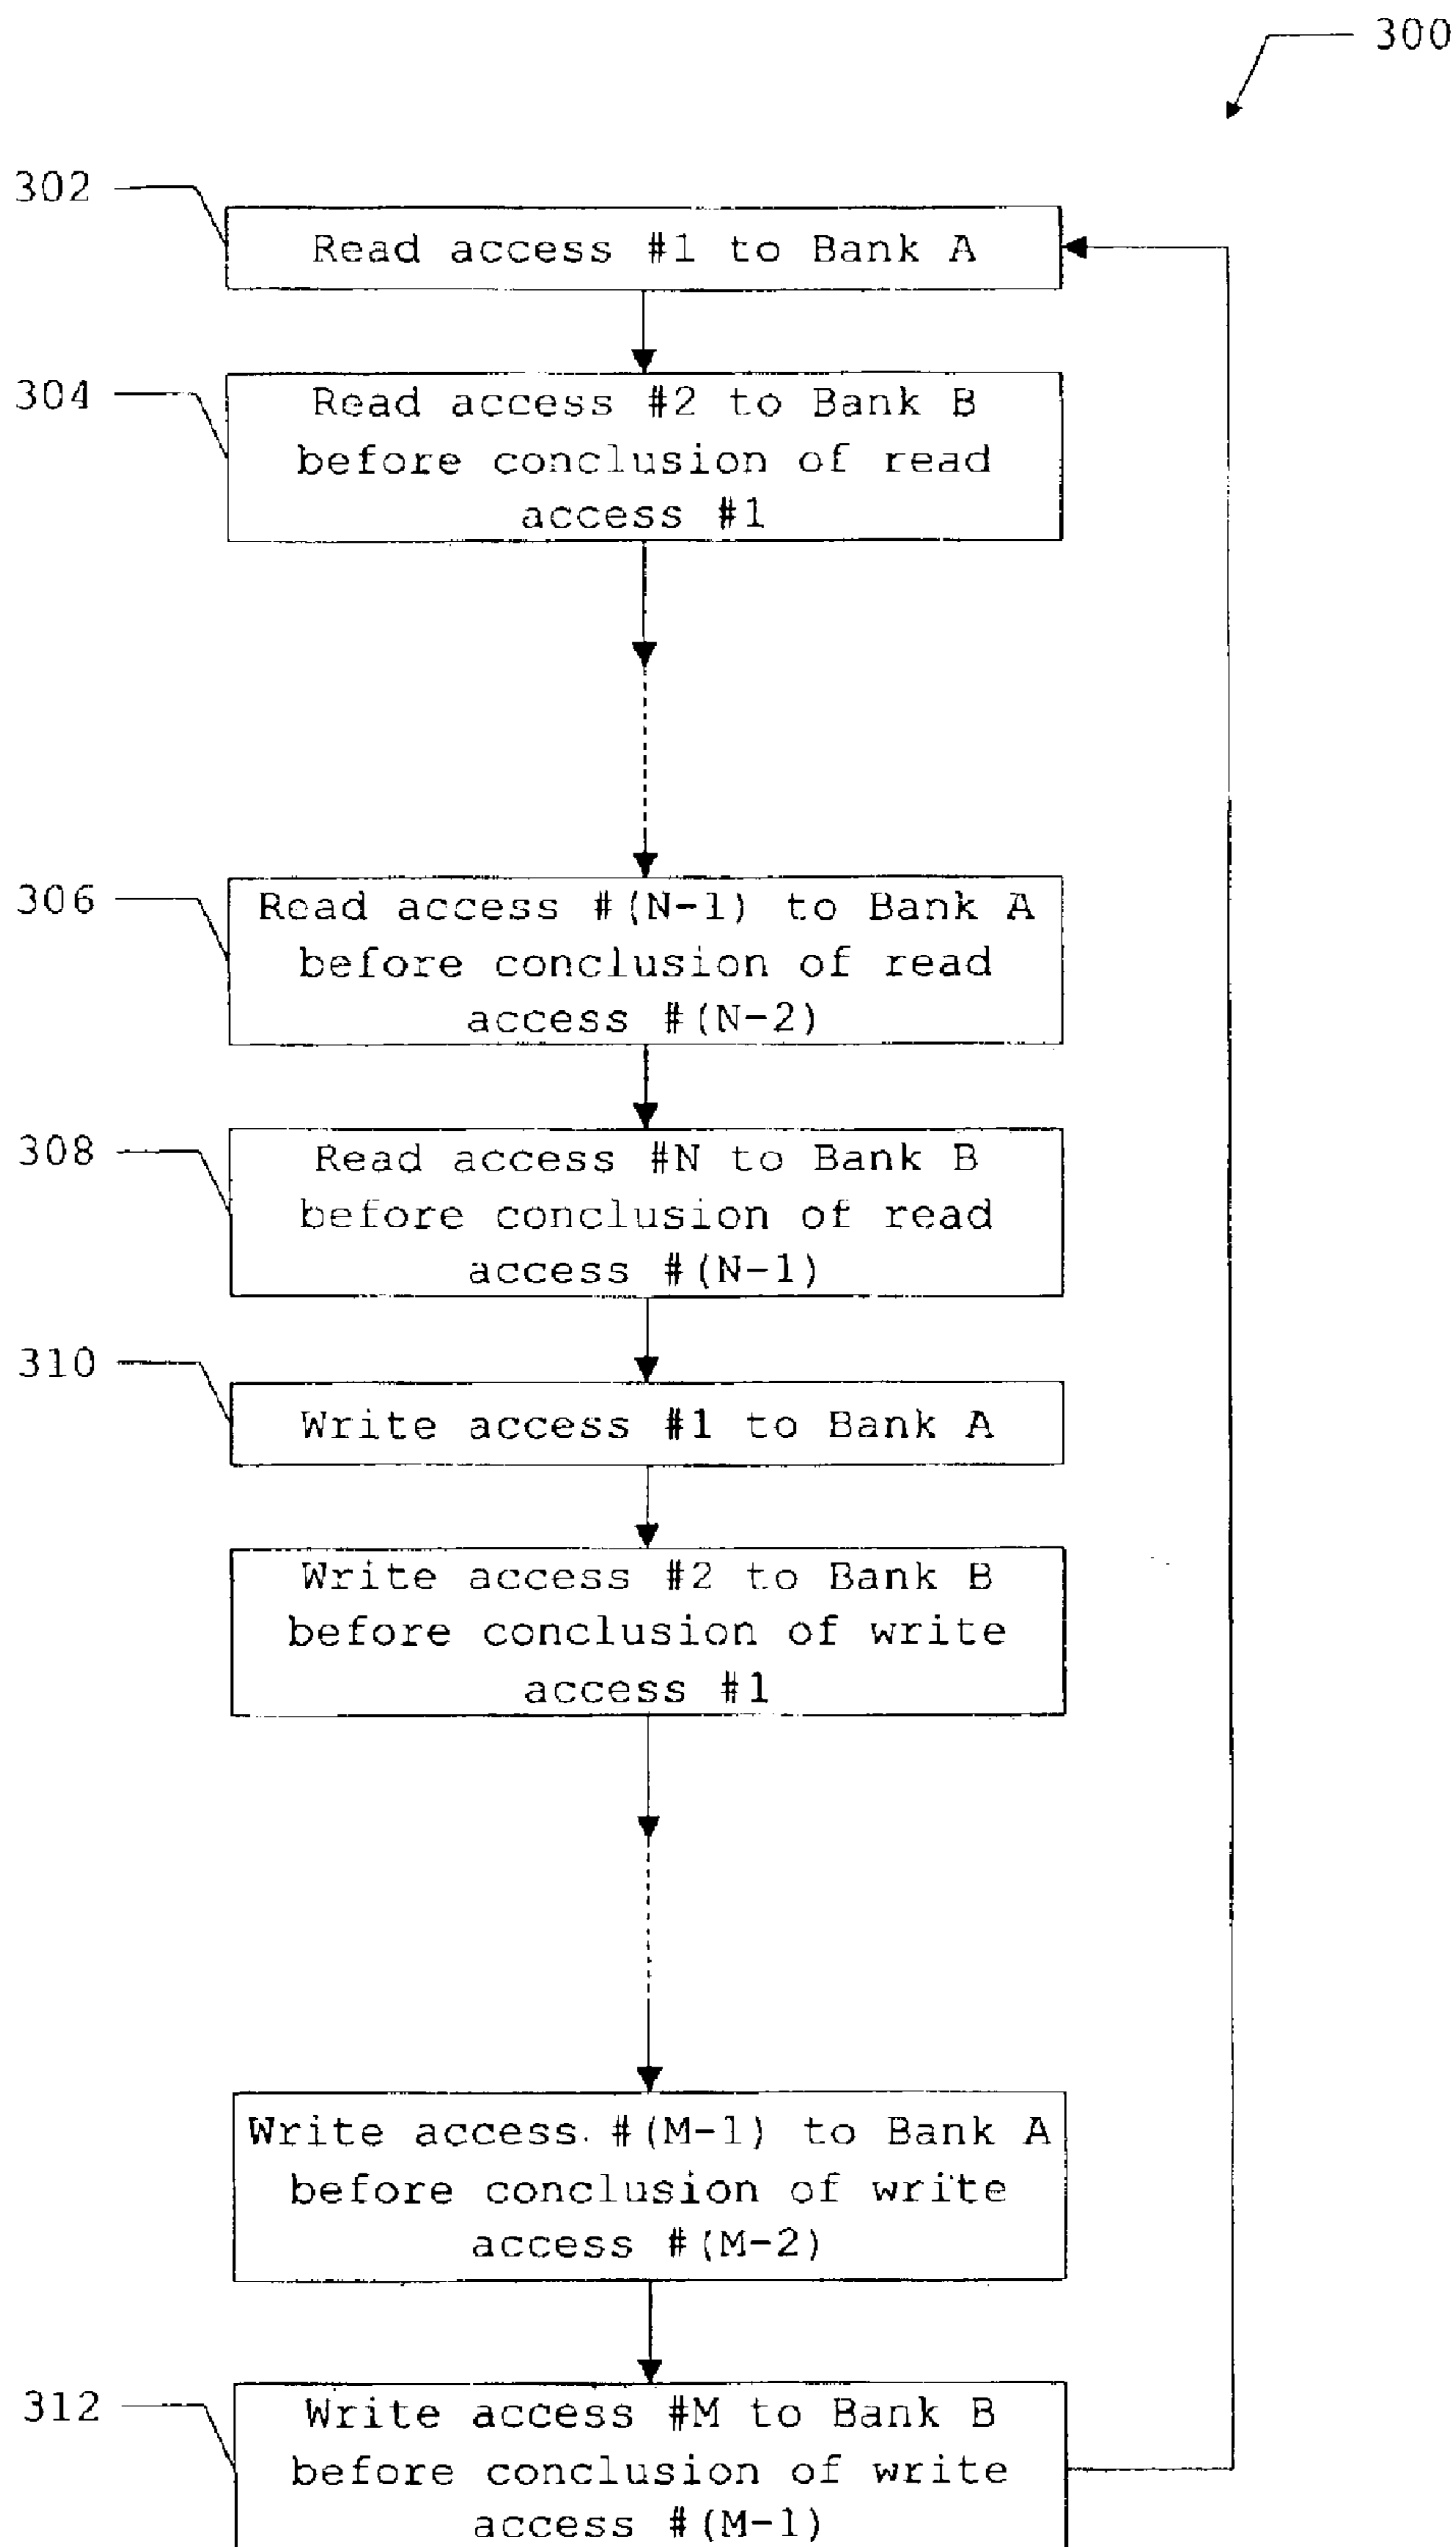 300
302
Read access #1 to Bank A
304
Read access #2 to Bank B
before conclusion of read
access #1
306
Read access #(N-1) to Bank A
before conclusion of read
access #(N-2)
308
Read access #N to Bank B
before conclusion of read
access #(N-1)
310
Write access #1 to Bank A
Write access #2 to Bank B
before conclusion of write
access #1
Write access #(M-1) to Bank A
before conclusion of write
access #(M-2)
312
Write access #M to Bank B
before conclusion of write
access #(M-1)